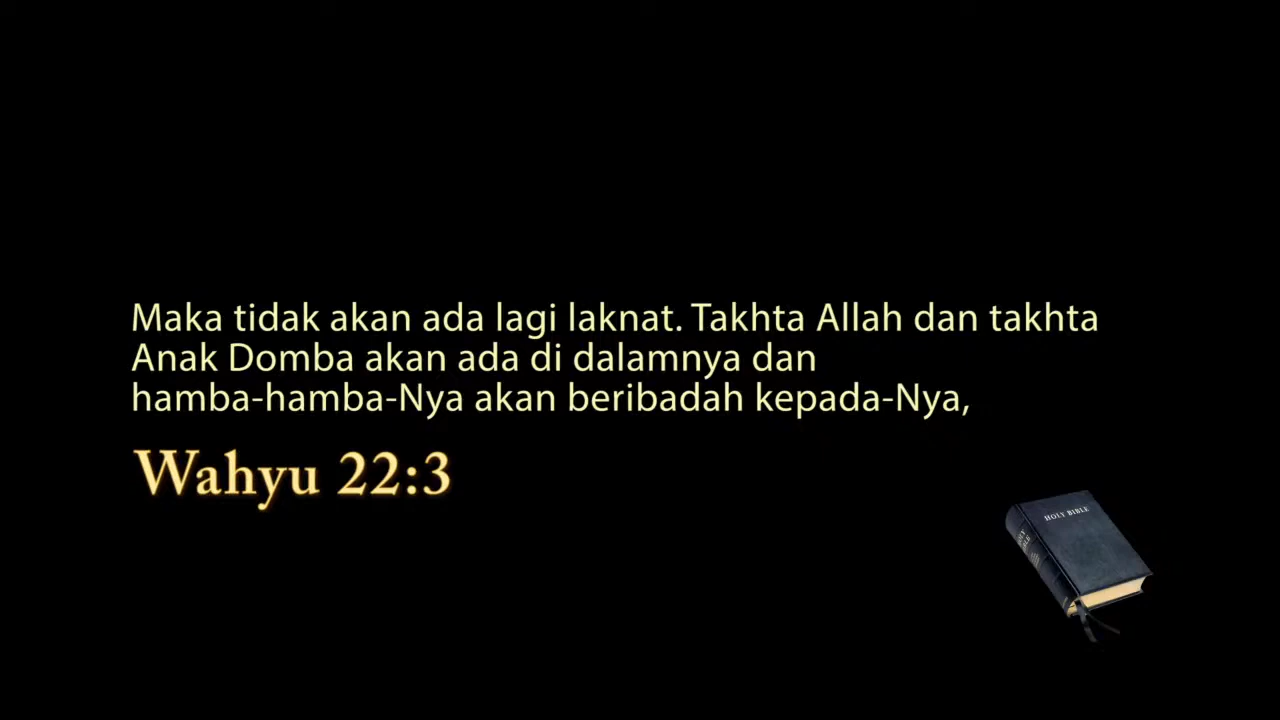 Maka tidak akan ada lagi laknat. Takhta Allah dan takhta
Anak Domba akan ada di dalamnya dan
hamba-hamba-Nya akan beribadah kepada-Nya,
Wahyu 22:3
HOLY BIBLE